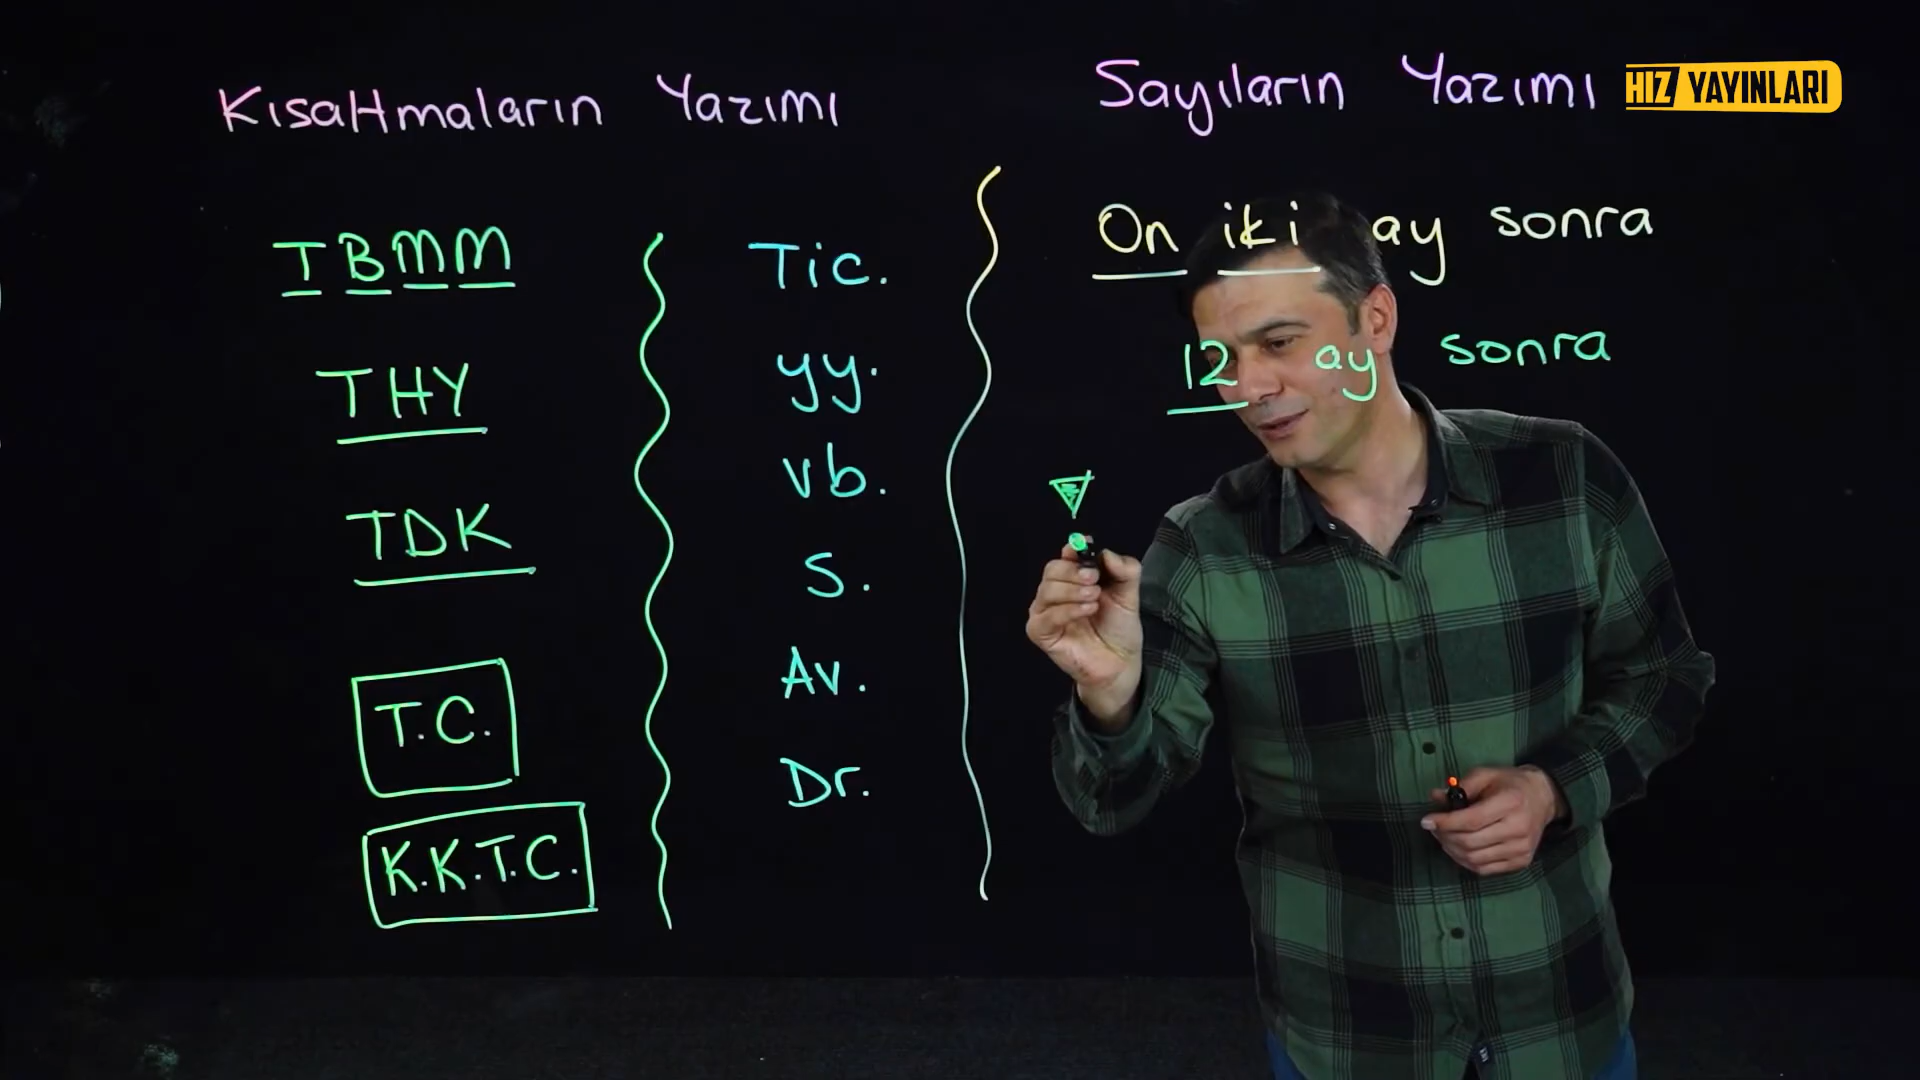 Kısaltmaların Yazımı
TBMM
THY
TDK
T.C.
K.K.T.C.
Tic.
yy.
vb.
s.
Av.
Dr.
Sayıların Yazımı
On iki ay sonra
12 ay sonra
HIZ YAYINLARI